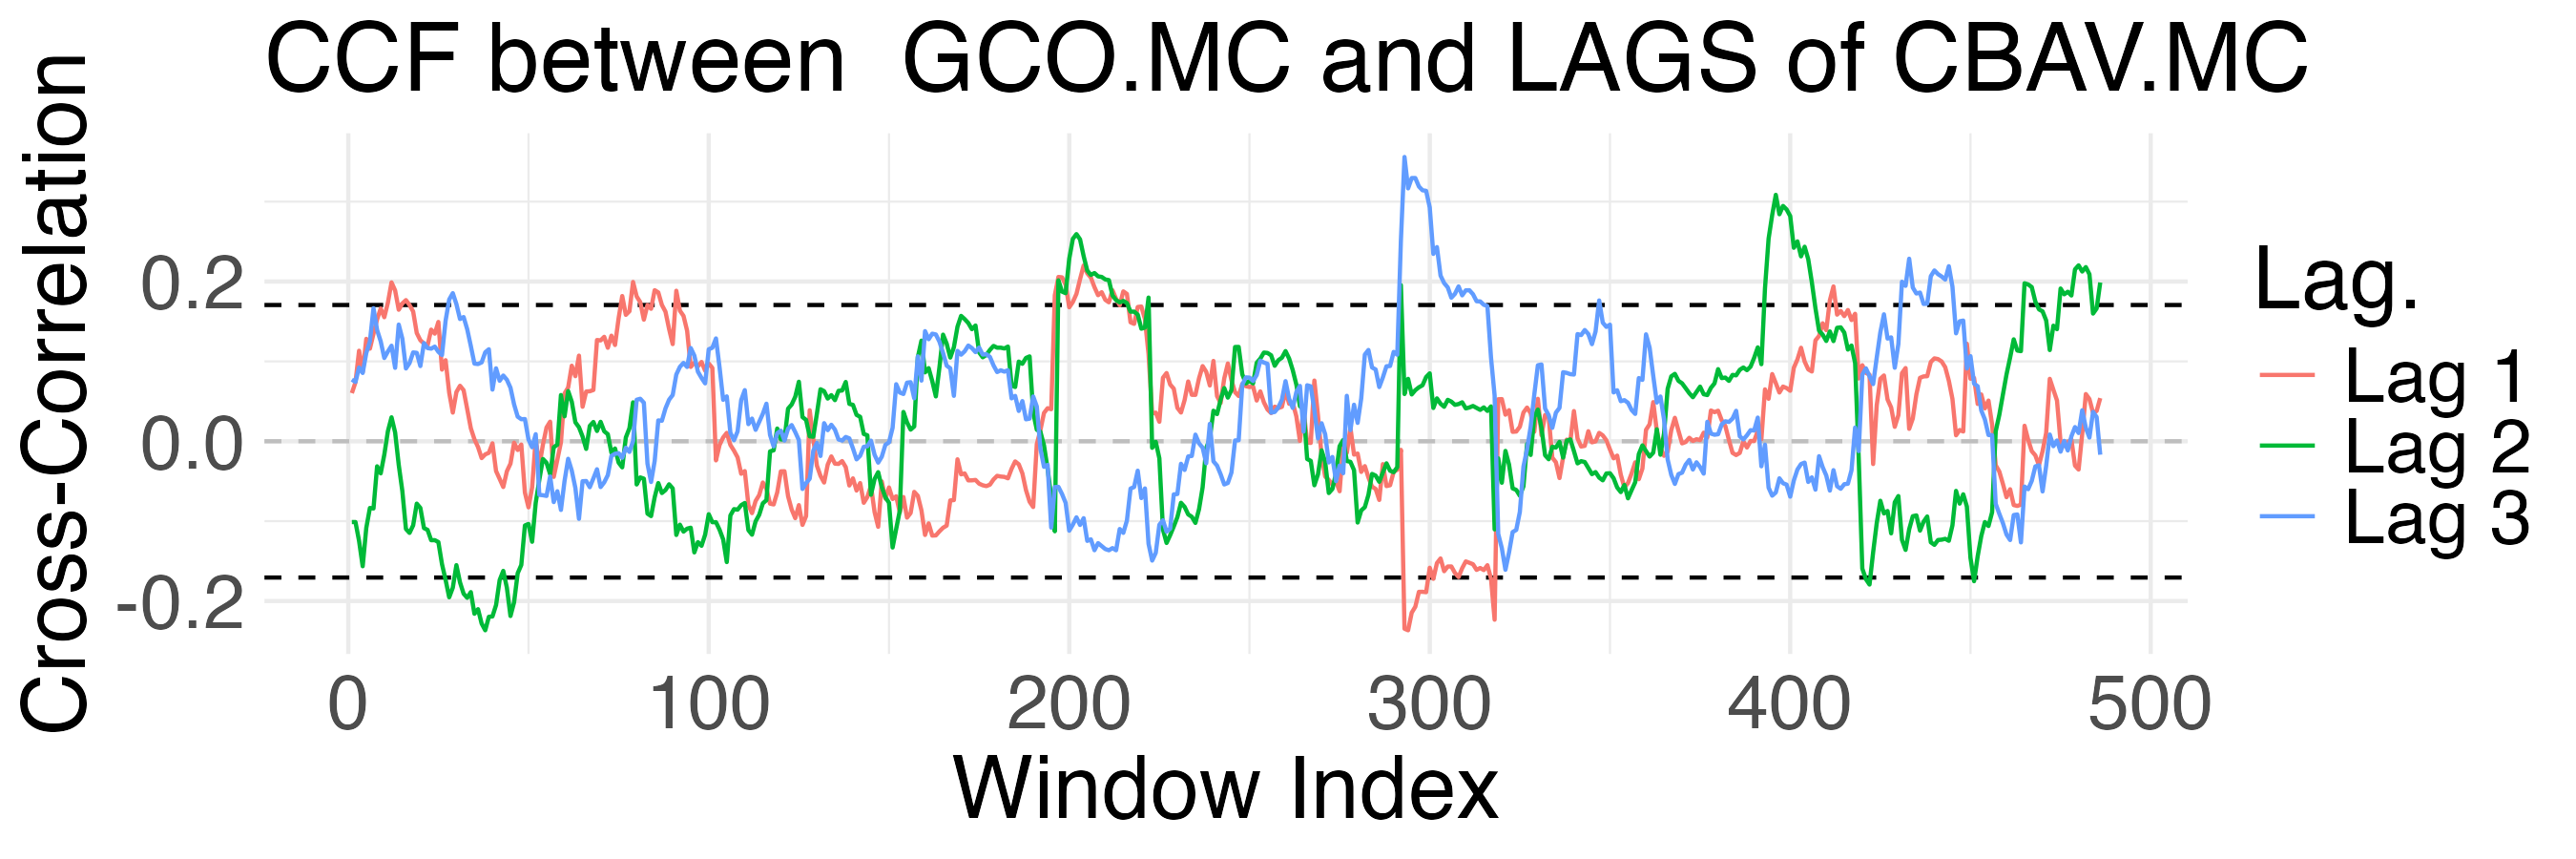 CCF between  GCO.MC and LAGS of CBAV.MC
Cross-Correlation
0.2
0.0
-0.2
0 100 200 300 400 500
Window Index
Lag.
Lag 1
Lag 2
Lag 3